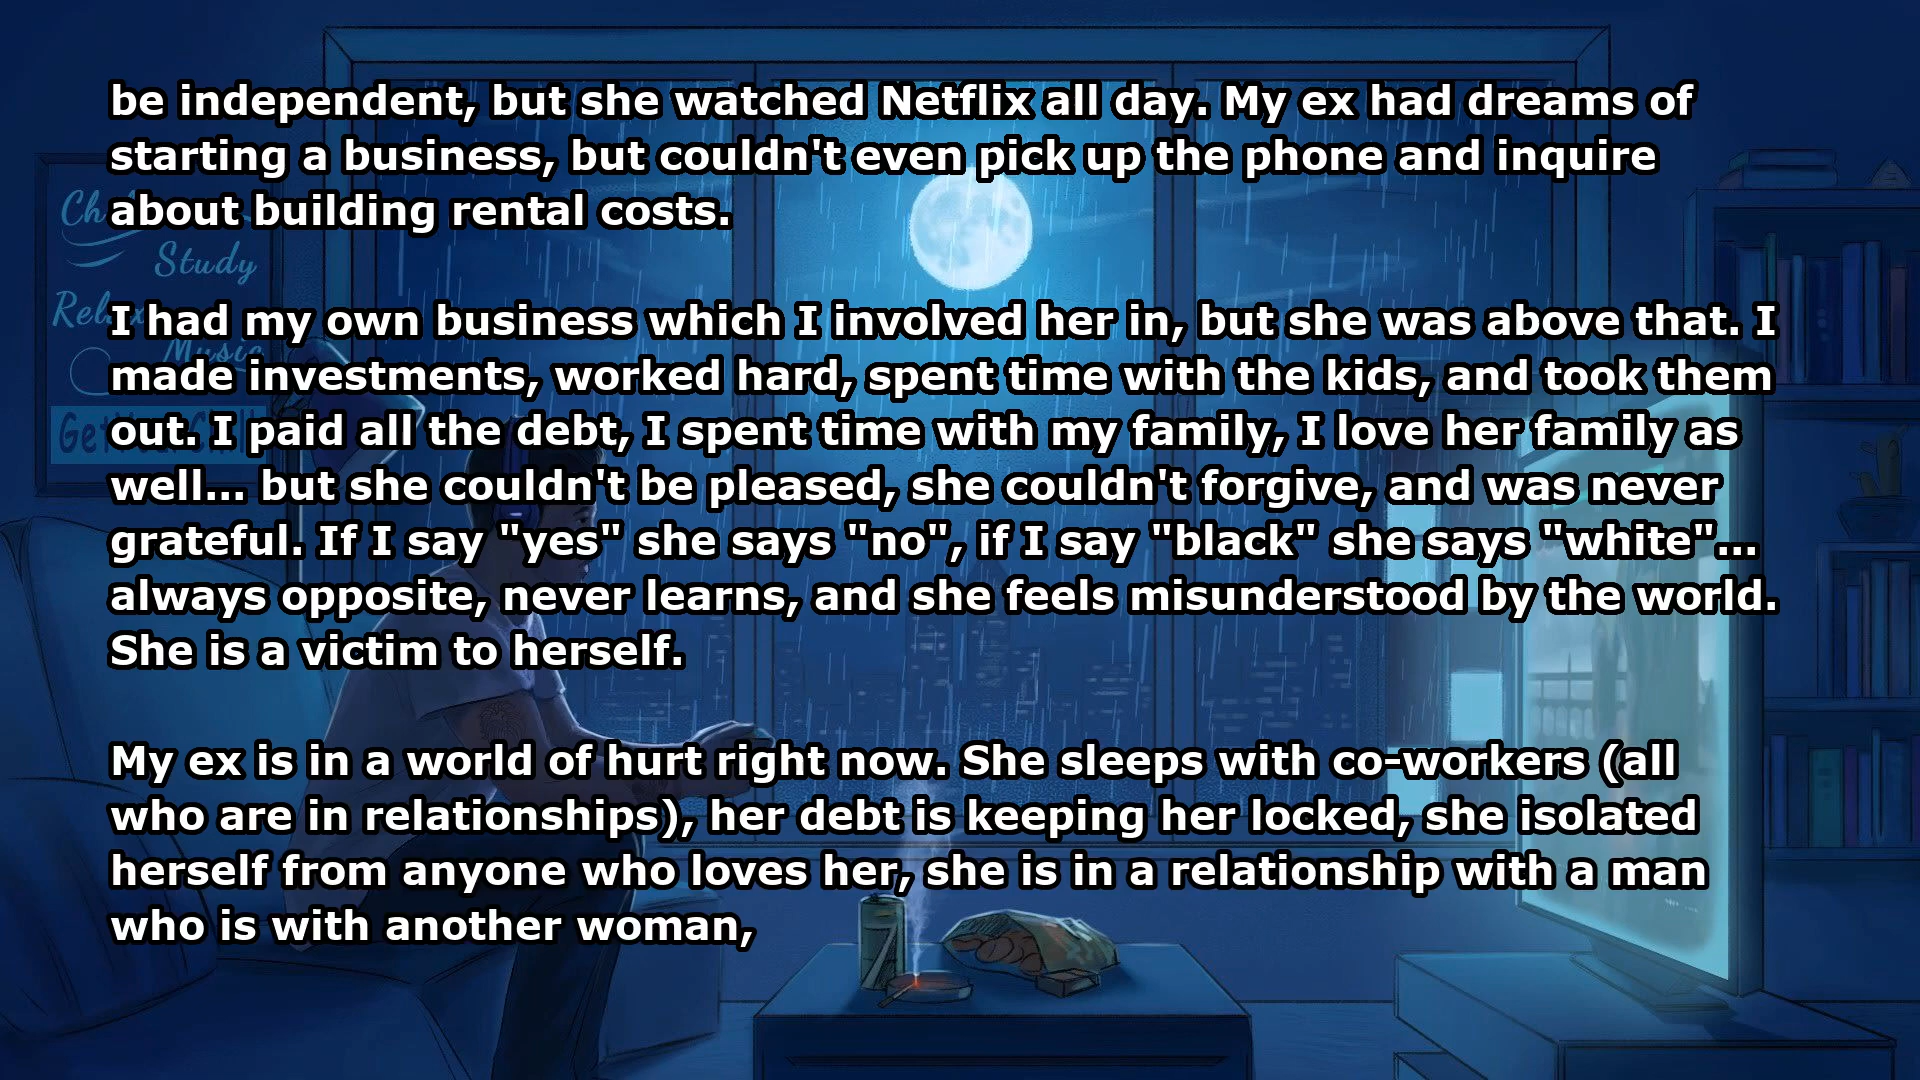 be independent, but she watched Netflix all day. My ex had dreams of
starting a business, but couldn't even pick up the phone and inquire
about building rental costs.
I had my own business which I involved her in, but she was above that. I
made investments, worked hard, spent time with the kids, and took them
out. I paid all the debt, I spent time with my family, I love her family as
well... but she couldn't be pleased, she couldn't forgive, and was never
grateful. If I say "yes" she says "no", if I say "black" she says "white"...
always opposite, never learns, and she feels misunderstood by the world.
She is a victim to herself.
My ex is in a world of hurt right now. She sleeps with co-workers (all
who are in relationships), her debt is keeping her locked, she isolated
herself from anyone who loves her, she is in a relationship with a man
who is with another woman,
Study
Music